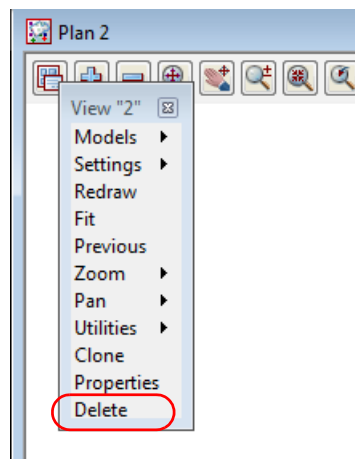 Plan 2
View "2"
Models
Settings
Redraw
Fit
Previous
Zoom
Pan
Utilities
Clone
Properties
Delete